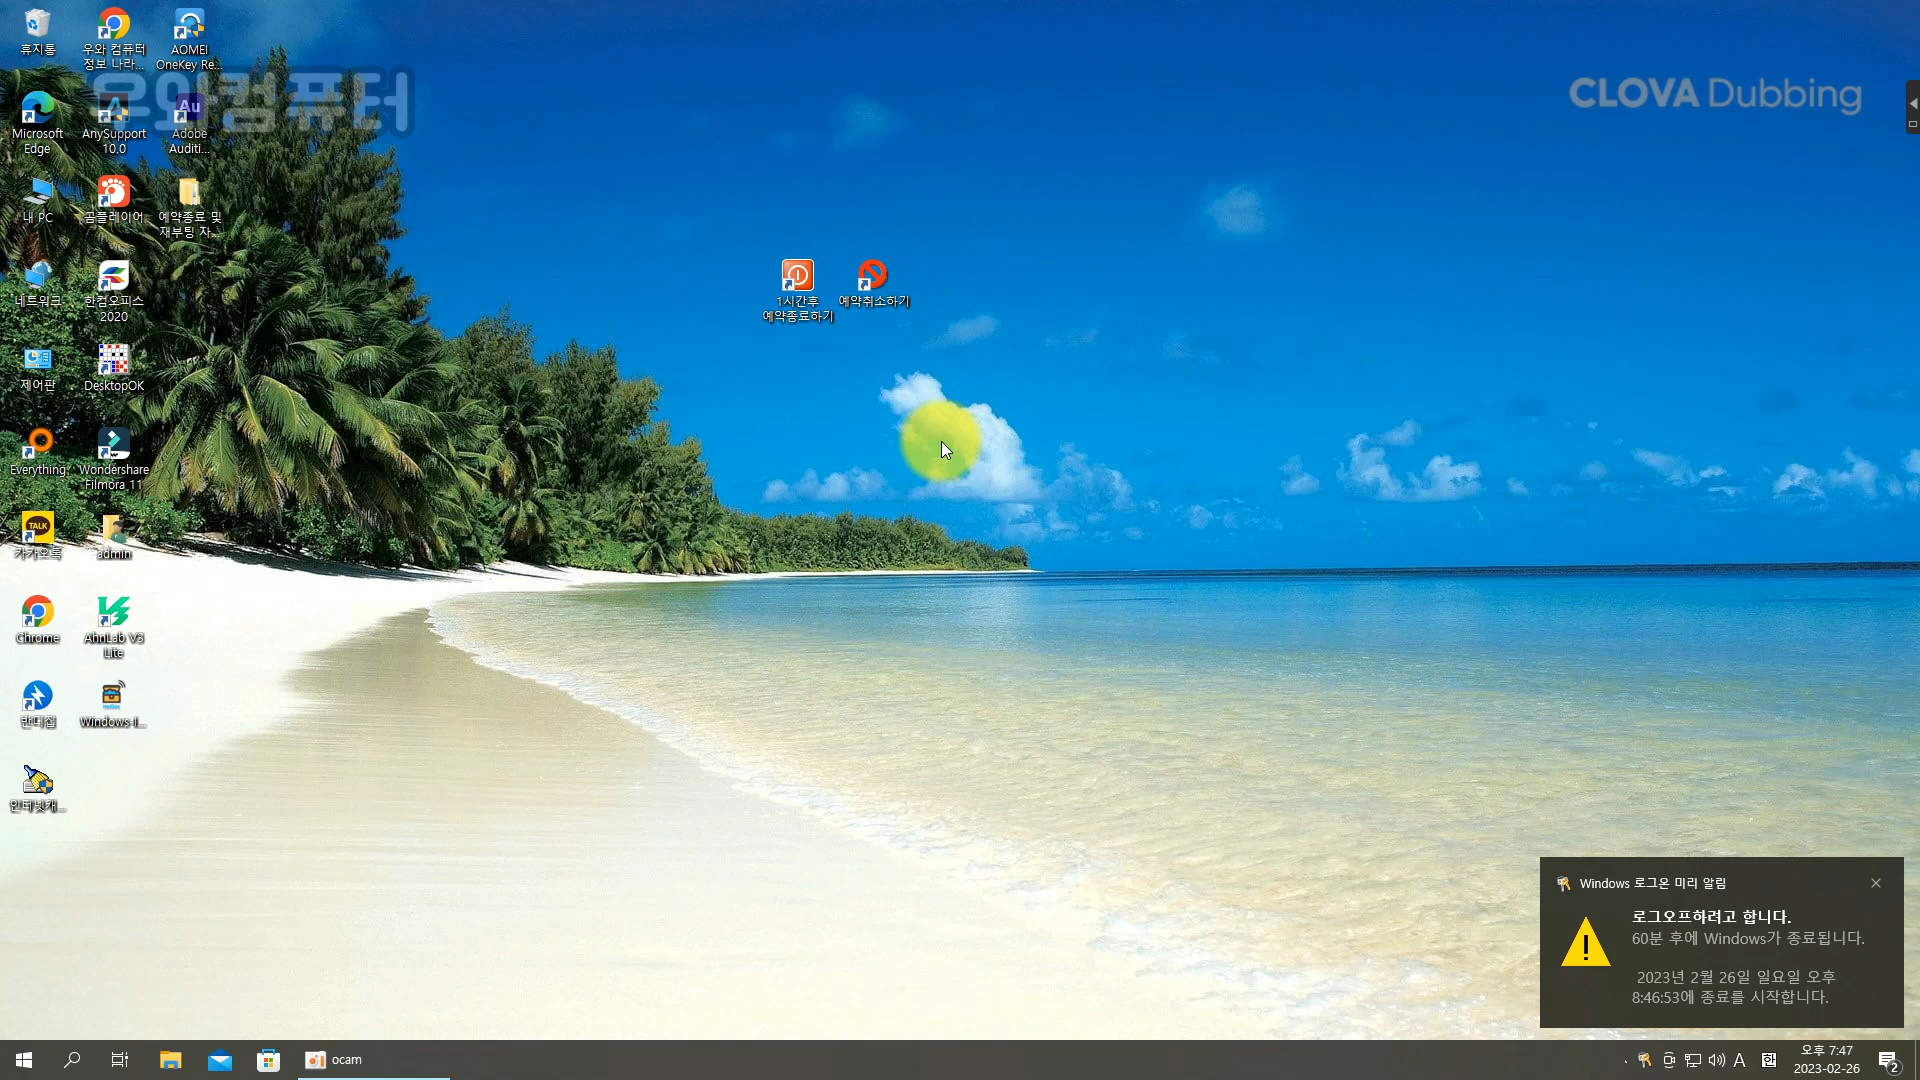 휴지통
우와 컴퓨터
정보 나라...
AOMEI
OneKey Re...
우와컴퓨터
CLOVA Dubbing
Microsoft
Edge
AnySupport
10.0
Au
Adobe
Auditi...
내 PC
곰플레이어
예약종료 및
재부팅 자...
네트워크
한컴오피스
2020
1시간후
예약종료하기
예약취소하기
제어판
DesktopOK
Everything
Wondershare
Filmora 11
TALK
카카오톡
admin
Chrome
AhnLab V3
Lite
반디집
Windows-I...
인터넷캐...
Windows 로그온 미리 알림
로그오프하려고 합니다.
60분 후에 Windows가 종료됩니다.
2023년 2월 26일 일요일 오후
8:46:53에 종료를 시작합니다.
ocam
A
한
오후 7:47
2023-02-26
2